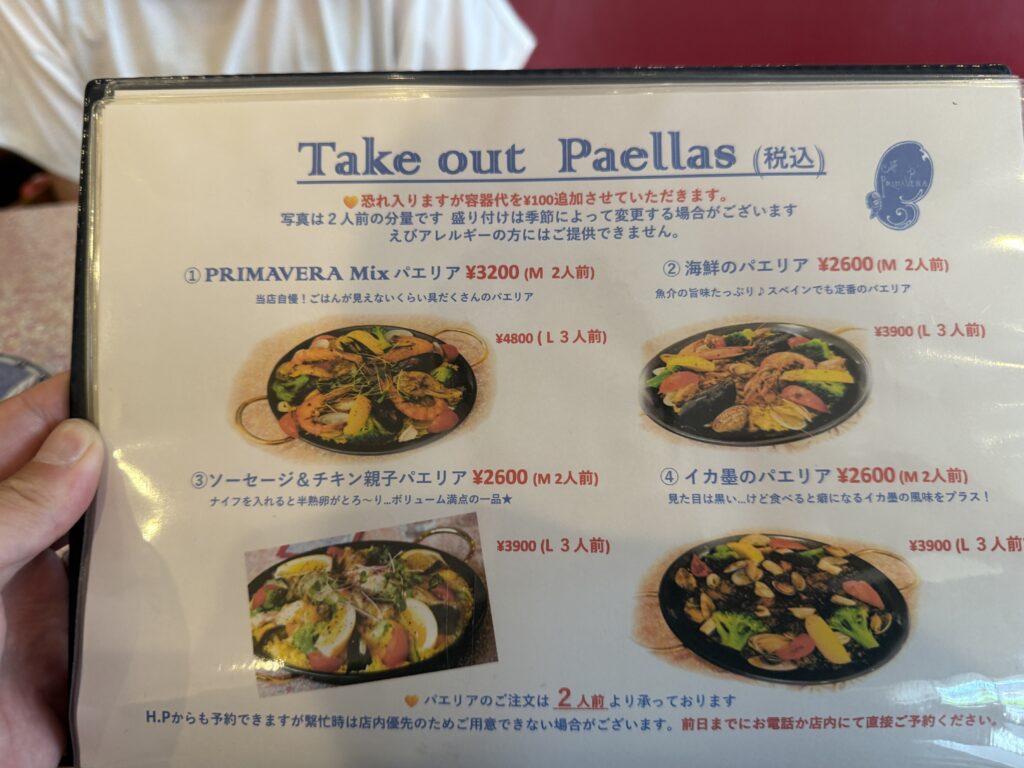 Take out Paellas (税込)
PRIMAVERA
恐れ入りますが容器代を¥100追加させていただきます。
写真は２人前の分量です 盛り付けは季節によって変更する場合がございます
えびアレルギーの方にはご提供できません。
① PRIMAVERA Mix パエリア ¥3200 (M 2人前)
当店自慢！ごはんが見えないくらい具だくさんのパエリア
¥4800 ( L ３人前)
② 海鮮のパエリア ¥2600 (M 2人前)
魚介の旨味たっぷり♪スペインでも定番のパエリア
¥3900 (L ３人前)
③ソーセージ＆チキン親子パエリア ¥2600 (M 2人前)
ナイフを入れると半熟卵がとろ～り...ボリューム満点の一品★
¥3900 (L ３人前)
④ イカ墨のパエリア ¥2600 (M 2人前)
見た目は黒い...けど食べると癖になるイカ墨の風味をプラス！
¥3900 (L ３人前)
パエリアのご注文は ２人前 より承っております
H.Pからも予約できますが繁忙時は店内優先のためご用意できない場合がございます。前日までにお電話か店内にて直接ご予約ください。